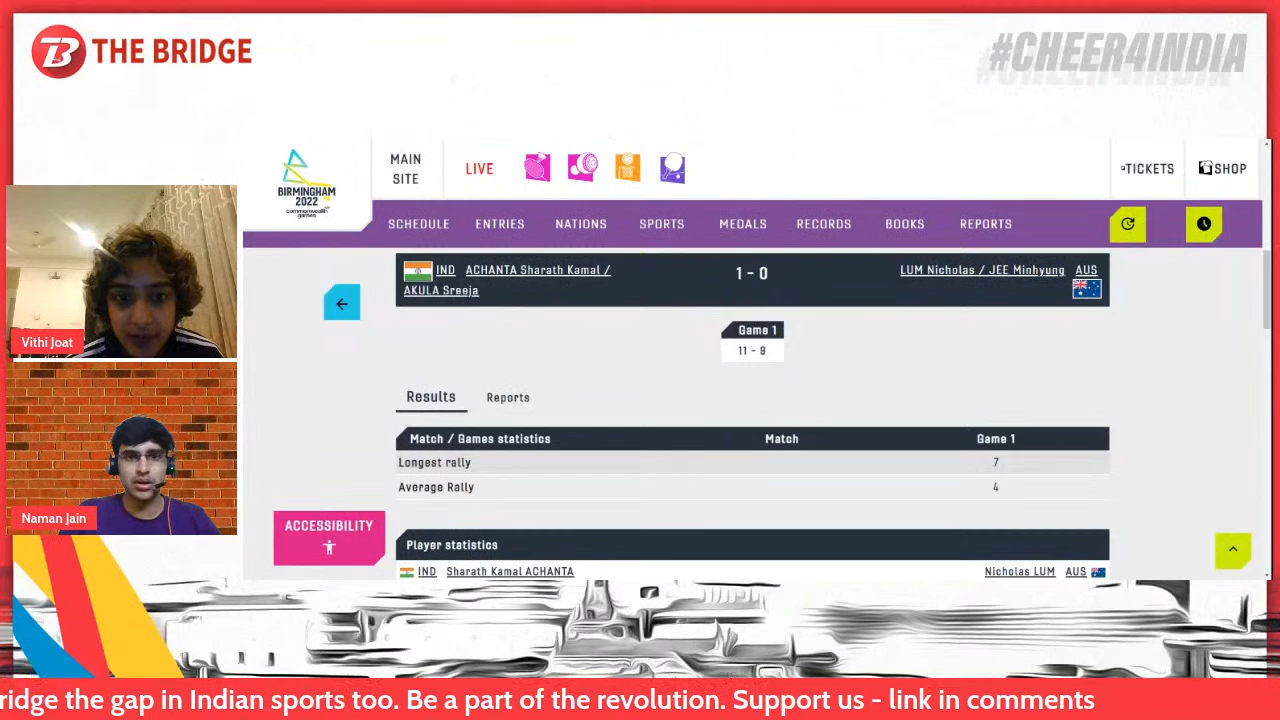 THE BRIDGE
#CHEER4INDIA
BIRMINGHAM
2022
commonwealth
games
MAIN
SITE
LIVE
TICKETS
SHOP
SCHEDULE ENTRIES NATIONS SPORTS MEDALS RECORDS BOOKS REPORTS
IND ACHANTA Sharath Kamal /
AKULA Sreeja
1 - 0
LUM Nicholas / JEE Minhyung AUS
Game 1
11 - 9
Results Reports
Match / Games statistics Match Game 1
Longest rally 7
Average Rally 4
Player statistics
IND Sharath Kamal ACHANTA Nicholas LUM AUS
ACCESSIBILITY
Vithi Joat
Naman Jain
ridge the gap in Indian sports too. Be a part of the revolution. Support us - link in comments